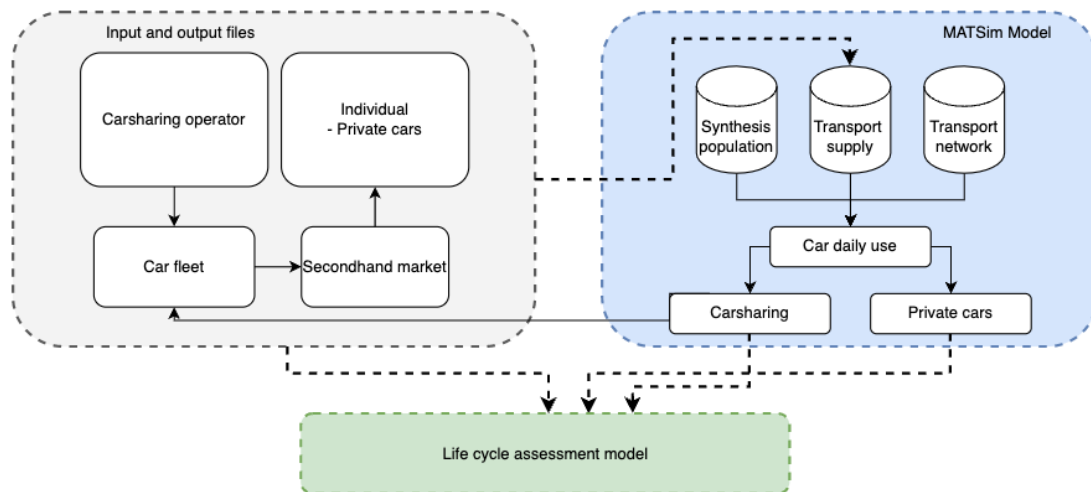 Input and output files
Carsharing operator
Individual
- Private cars
Car fleet
Secondhand market
MATSim Model
Synthesis
population
Transport
supply
Transport
network
Car daily use
Carsharing
Private cars
Life cycle assessment model